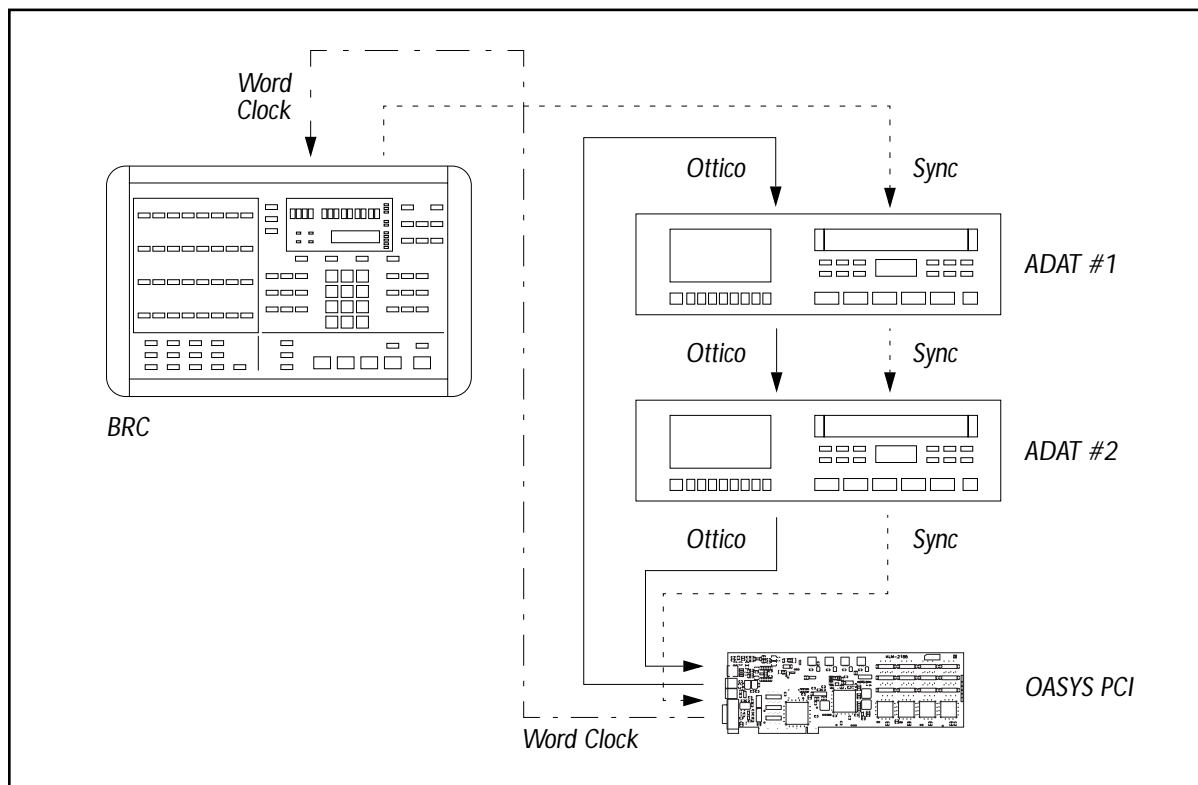 Word
Clock
Ottico
Sync
ADAT #1
Ottico
Sync
BRC
ADAT #2
Ottico
Sync
OASYS PCI
Word Clock